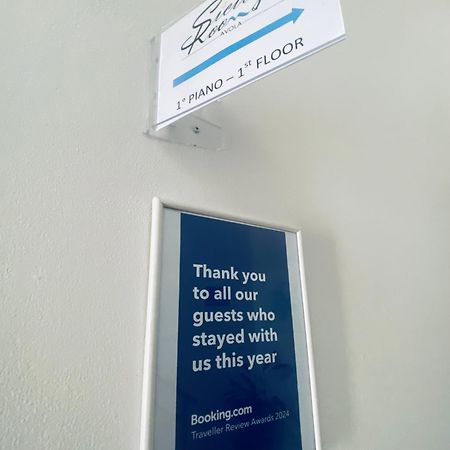 Rooms
AVOLA
1° PIANO – 1st FLOOR
Thank you
to all our
guests who
stayed with
us this year
Booking.com
Traveller Review Awards 2024